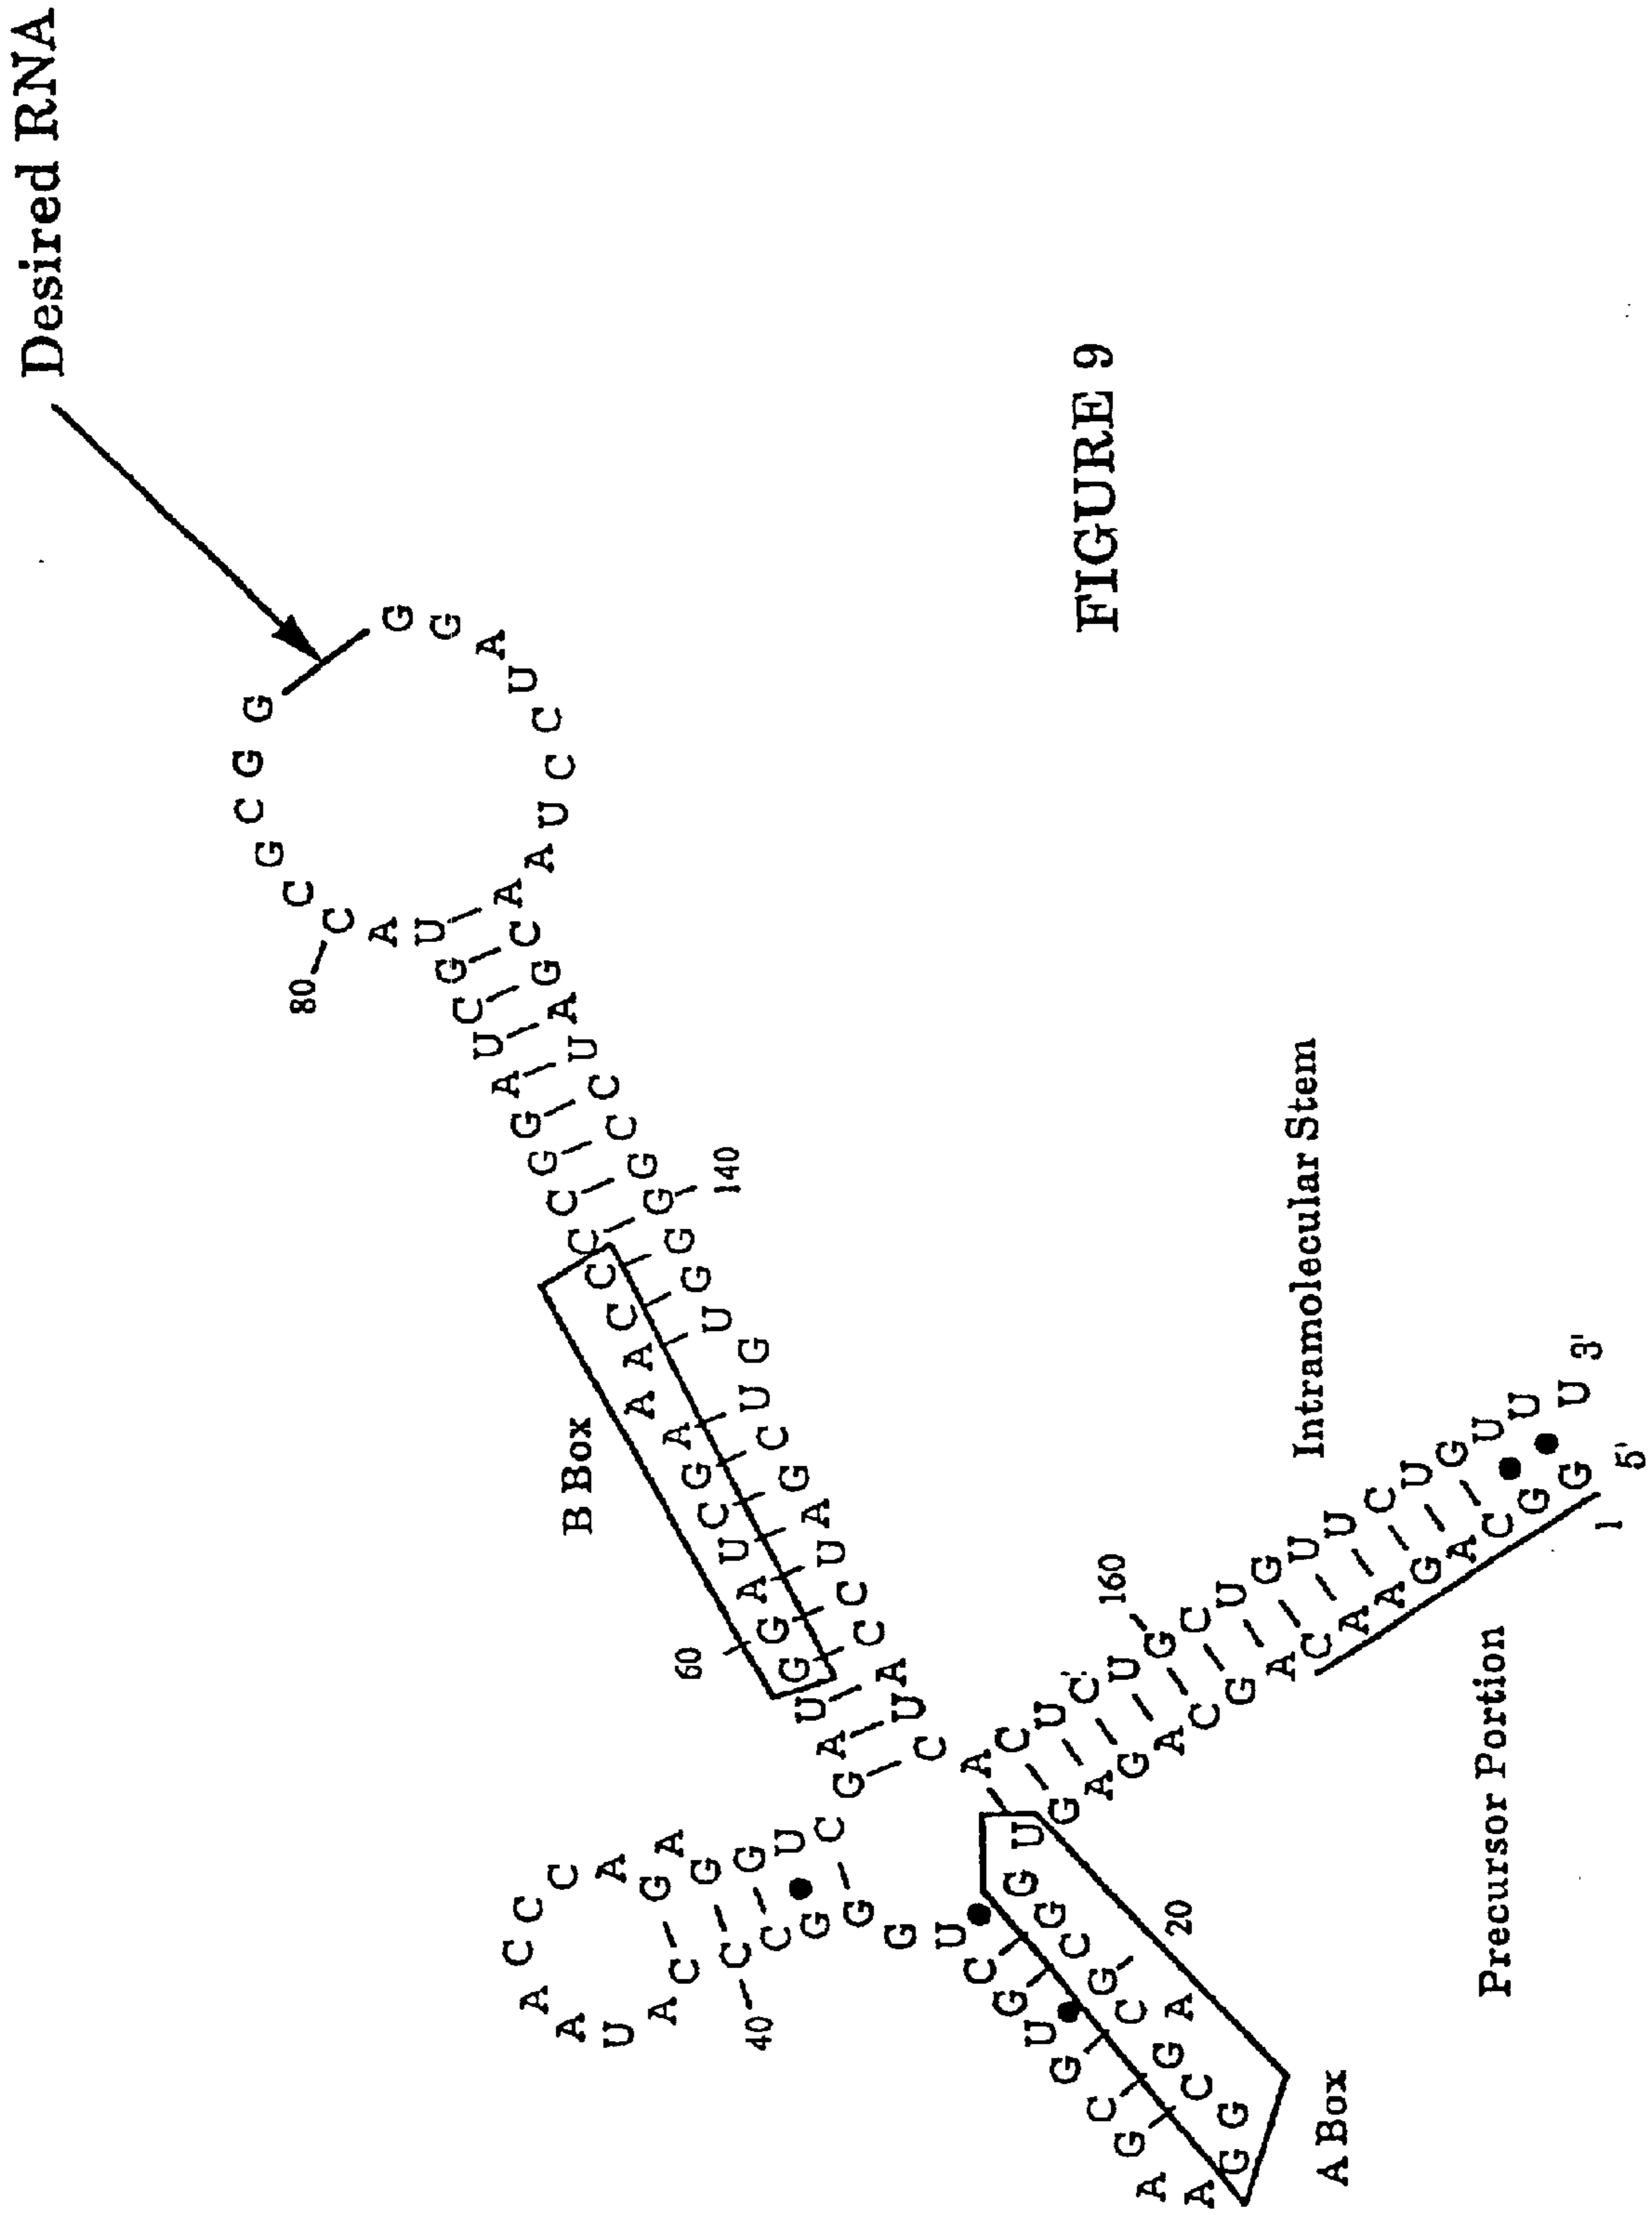 Desired RNA
FIGURE 9
G G C A G A A C A G C A G A G U G G C G C A G C G G A A G C G U G C U G G G C C C A U A A C C C A G A G G U C G A U G G A U C G A A A C C C C G G A U C G U A C C G C G G
G G A U C C U A A C G A U C C G G G G U G U C G A U C C A U C A C U C U G C U G U U C U G U U U
80
140
B Box
60
40
20
A Box
160
Intramolecular Stem
Precursor Portion
1
5'
3'